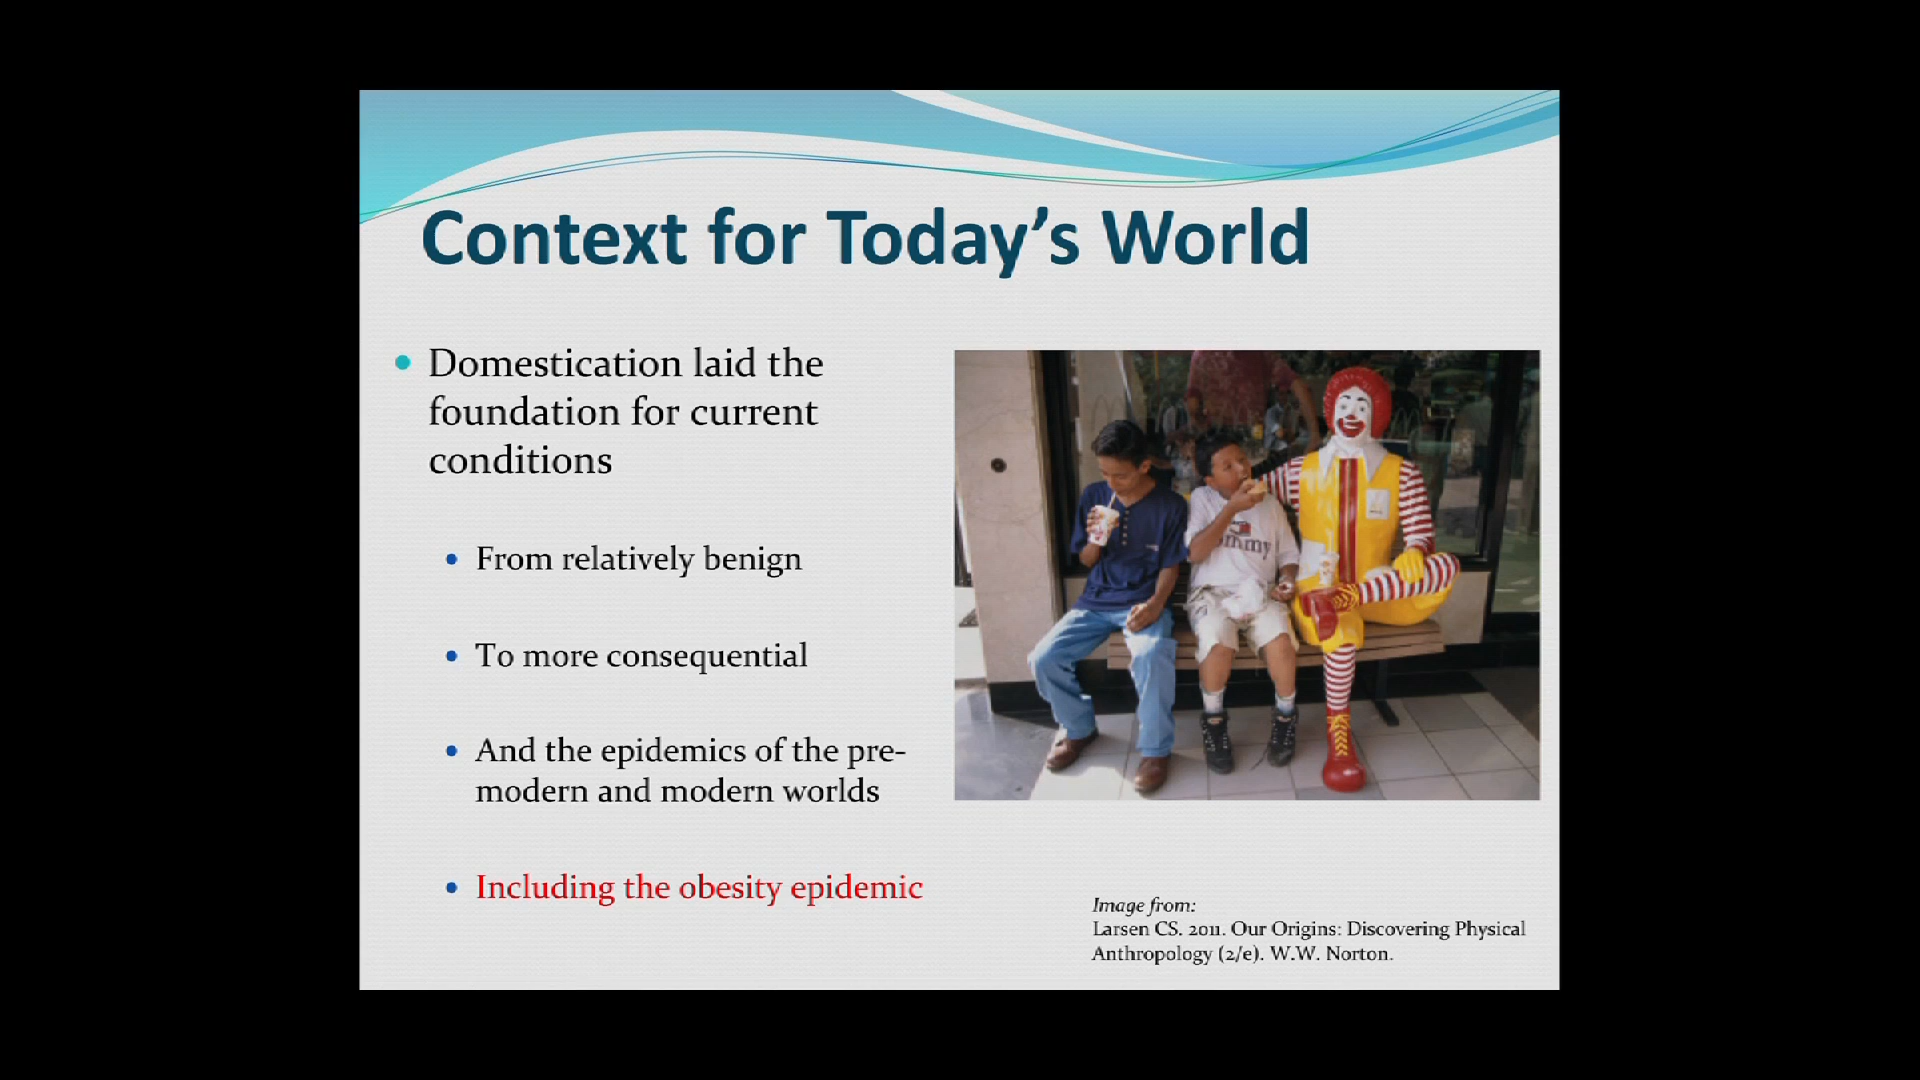 Context for Today's World
Domestication laid the
foundation for current
conditions
From relatively benign
To more consequential
And the epidemics of the pre-
modern and modern worlds
Including the obesity epidemic
mmy
Image from:
Larsen CS. 2011. Our Origins: Discovering Physical
Anthropology (2/e). W.W. Norton.